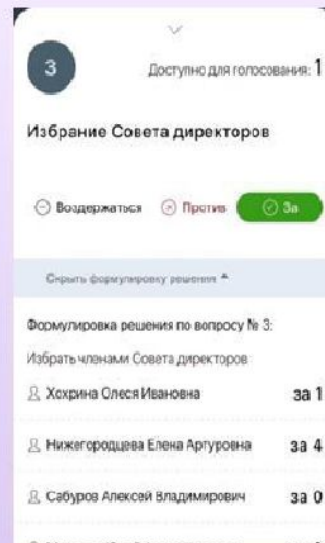 3
Доступно для голосования: 1
Избрание Совета директоров
Воздержаться Против За
Скрыть формулировку решения
Формулировка решения по вопросу № 3:
Избрать членами Совета директоров
Хохрина Олеся Ивановна за 1
Нижегородцева Елена Артуровна за 4
Сабуров Алексей Владимирович за 0